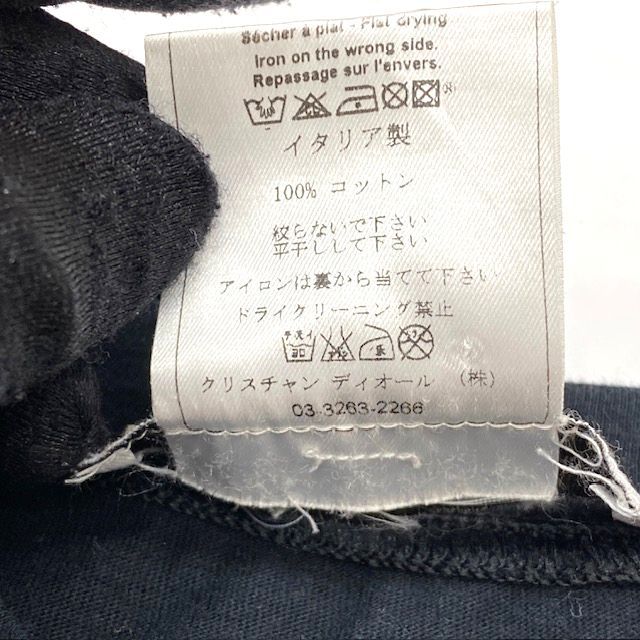 Sécher à plat - Flat drying
Iron on the wrong side.
Repassage sur l'envers.
®
イタリア製
100% コットン
絞らないで下さい
平干しして下さい
アイロンは裏から当てて下さい
ドライクリーニング禁止
クリスチャン ディオール (株)
03-3263-2266